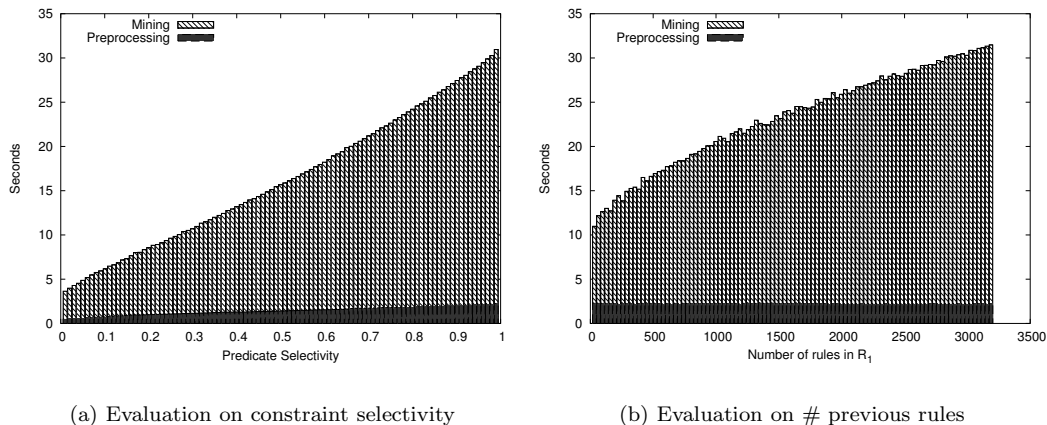 35
30
25
20
15
10
5
0
Seconds
Mining
Preprocessing
0 0.1 0.2 0.3 0.4 0.5 0.6 0.7 0.8 0.9 1
Predicate Selectivity
(a) Evaluation on constraint selectivity
35
30
25
20
15
10
5
0
Seconds
Mining
Preprocessing
0 500 1000 1500 2000 2500 3000 3500
Number of rules in R1
(b) Evaluation on # previous rules